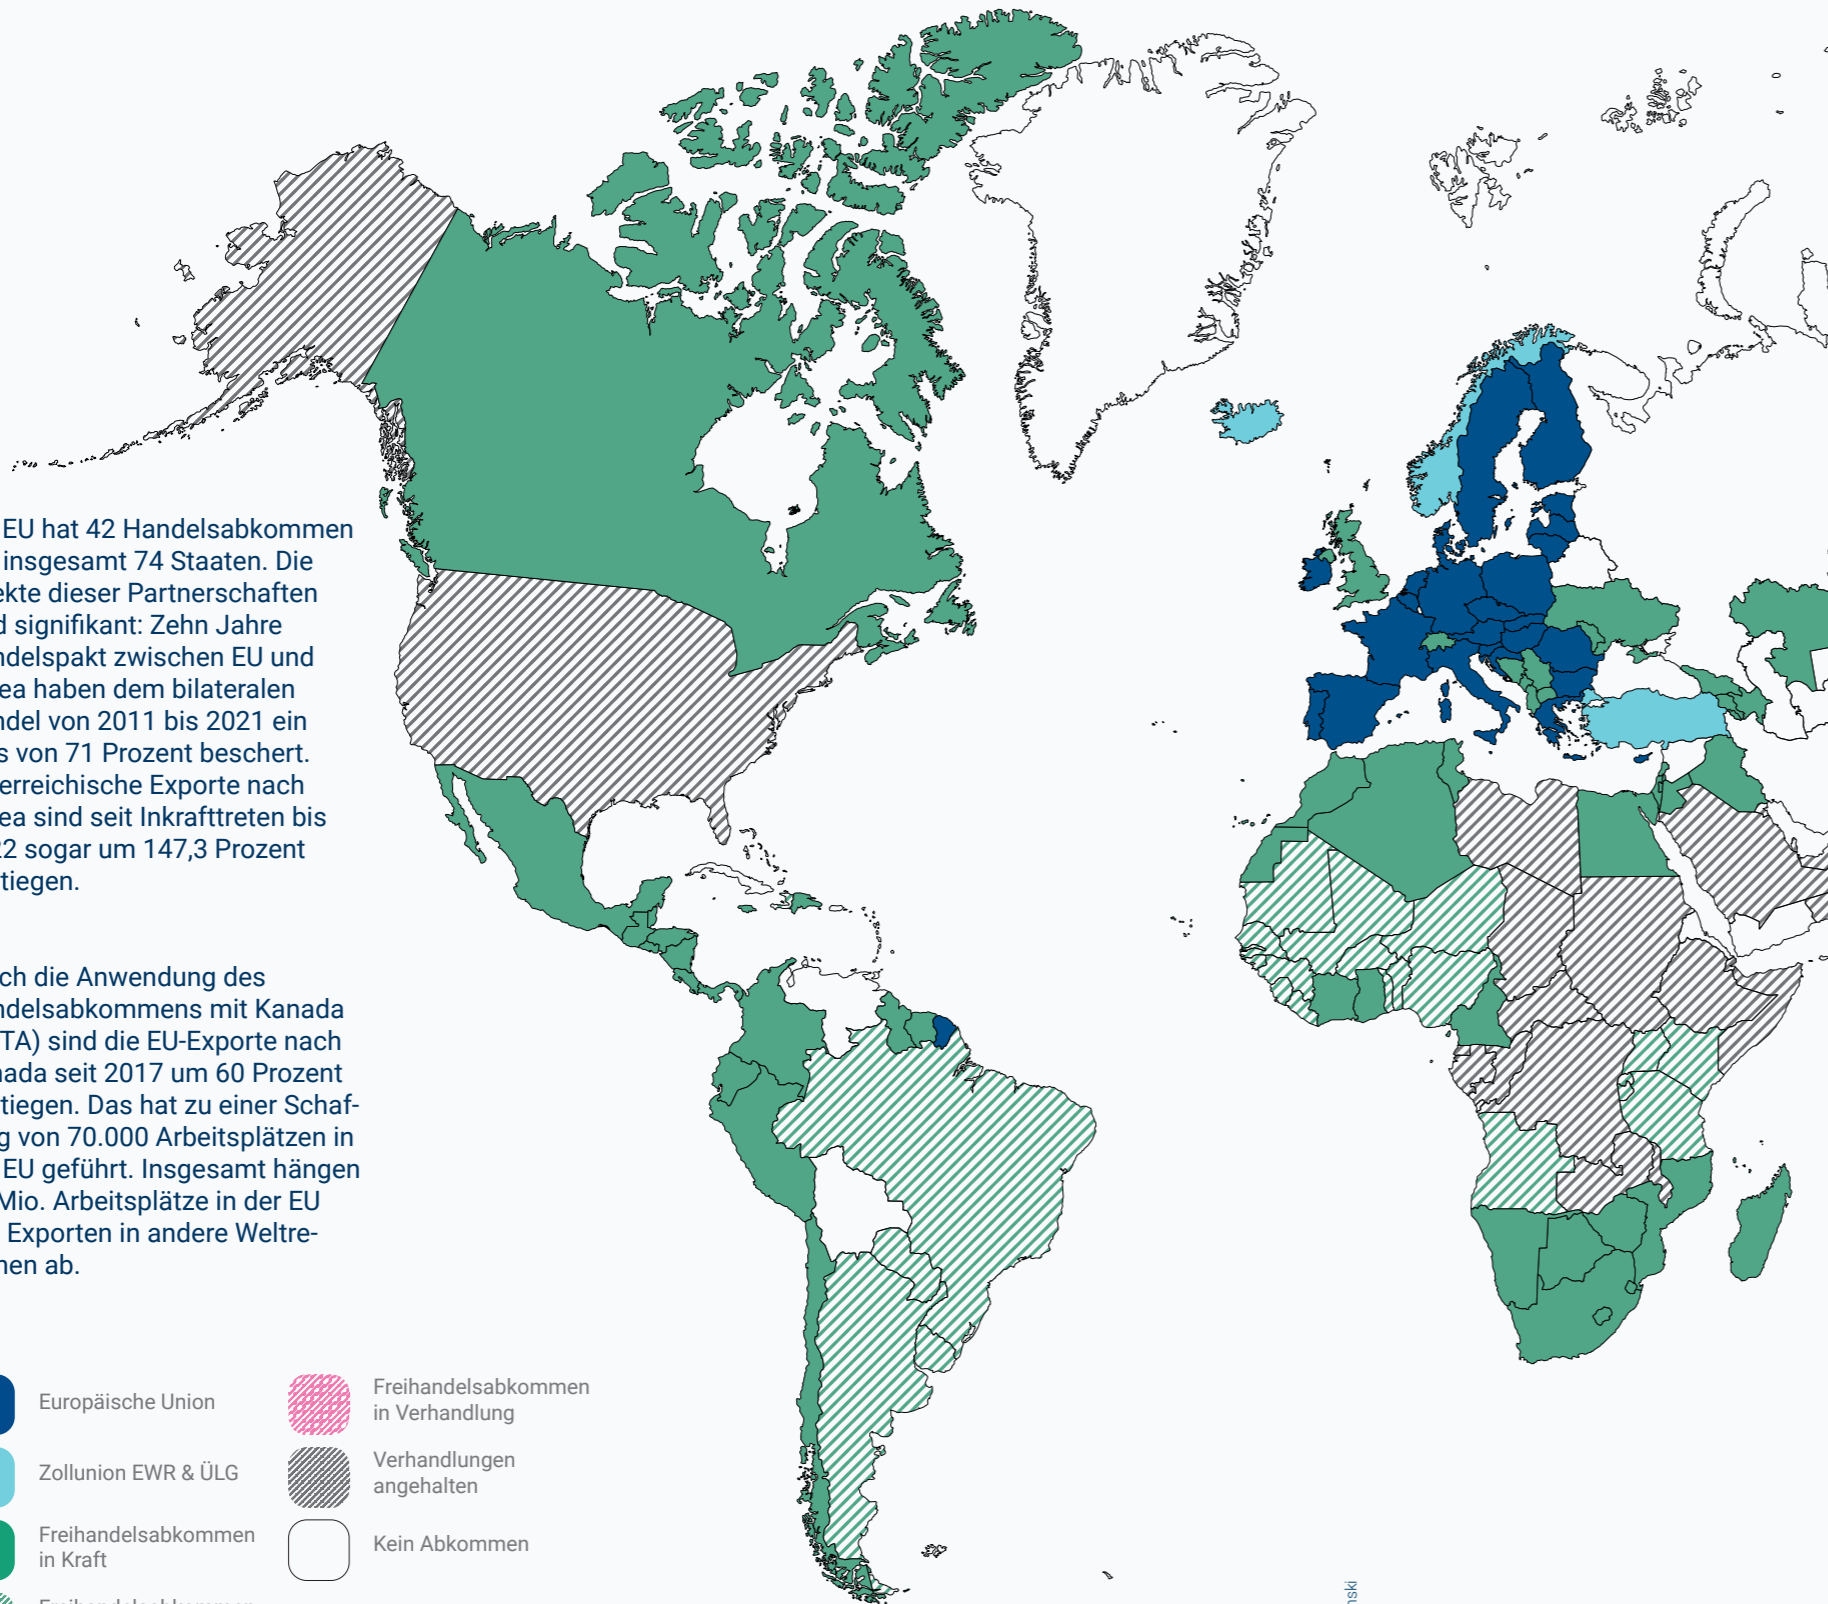 EU hat 42 Handelsabkommen
insgesamt 74 Staaten. Die
ekte dieser Partnerschaften
d signifikant: Zehn Jahre
ndelspakt zwischen EU und
ea haben dem bilateralen
ndel von 2011 bis 2021 ein
s von 71 Prozent beschert.
erreichische Exporte nach
ea sind seit Inkrafttreten bis
22 sogar um 147,3 Prozent
tiegen.
ch die Anwendung des
ndelsabkommens mit Kanada
TA) sind die EU-Exporte nach
nada seit 2017 um 60 Prozent
tiegen. Das hat zu einer Schaf-
g von 70.000 Arbeitsplätzen in
EU geführt. Insgesamt hängen
Mio. Arbeitsplätze in der EU
Exporten in andere Weltre-
nen ab.
Europäische Union
Zollunion EWR & ÜLG
Freihandelsabkommen
in Kraft
Freihandelsabkommen
Freihandelsabkommen
in Verhandlung
Verhandlungen
angehalten
Kein Abkommen
nski